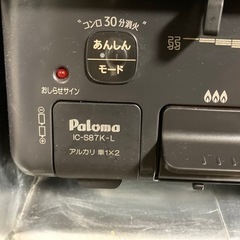 "コンロ30分消火"
あんしん
モード
おしらせサイン
Paloma
IC-S87K-L
アルカリ 単1×2